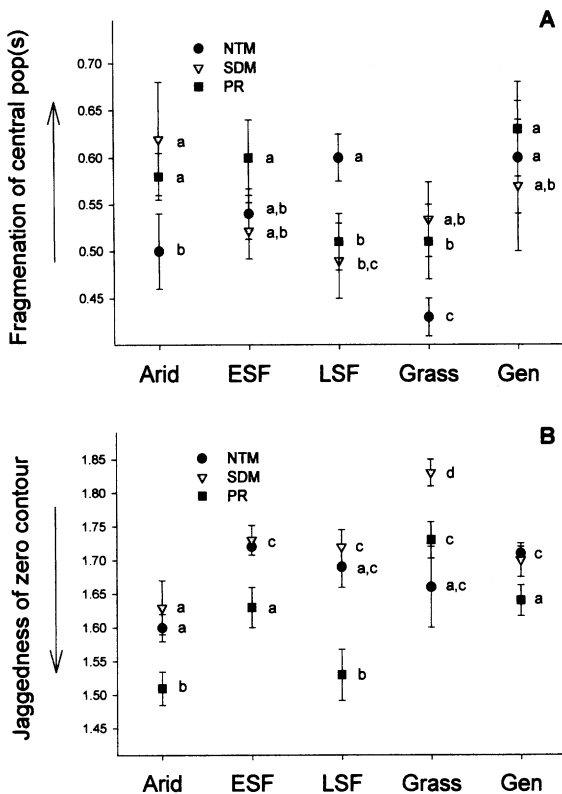 A
NTM
SDM
PR
Fragmenation of central pop(s)
0.70
0.65
0.60
0.55
0.50
0.45
a
a
b
a
a,b
a,b
a
b
b,c
a,b
b
c
a
a
a,b
Arid ESF LSF Grass Gen
B
NTM
SDM
PR
Jaggedness of zero contour
1.85
1.80
1.75
1.70
1.65
1.60
1.55
1.50
1.45
a
a
b
c
a
c
a,c
b
d
c
a,c
c
a
Arid ESF LSF Grass Gen